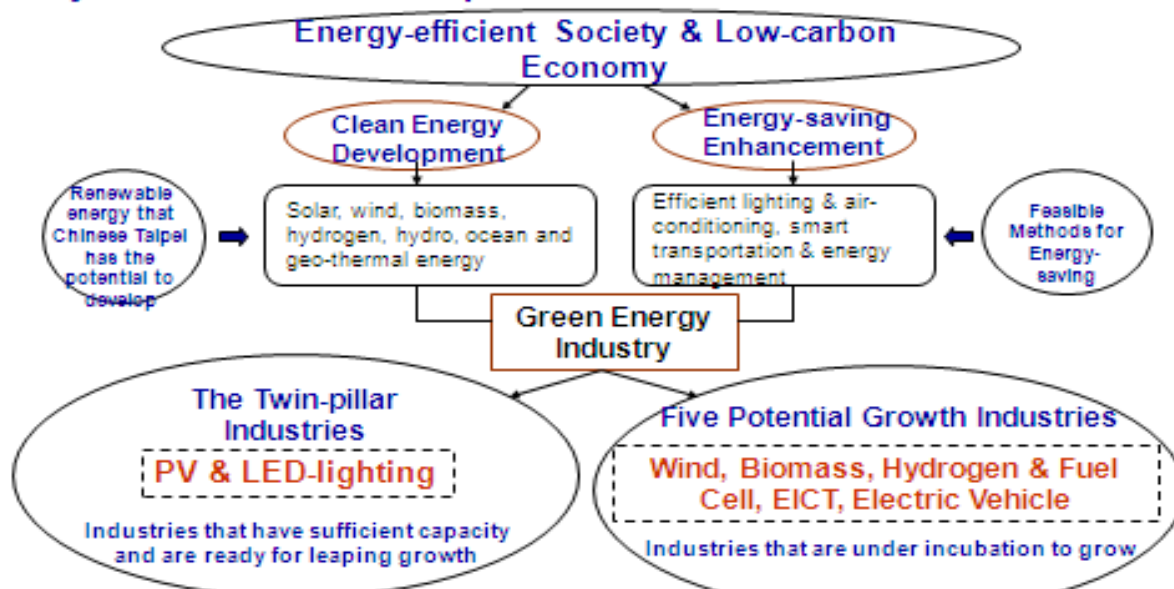 Energy-efficient Society & Low-carbon
Economy
Clean Energy
Development
Energy-saving
Enhancement
Renewable
energy that
Chinese Taipei
has the
potential to
develop
Solar, wind, biomass,
hydrogen, hydro, ocean and
geo-thermal energy
Efficient lighting & air-
conditioning, smart
transportation & energy
management
Feasible
Methods for
Energy-
saving
Green Energy
Industry
The Twin-pillar
Industries
PV & LED-lighting
Industries that have sufficient capacity
and are ready for leaping growth
Five Potential Growth Industries
Wind, Biomass, Hydrogen & Fuel
Cell, EICT, Electric Vehicle
Industries that are under incubation to grow